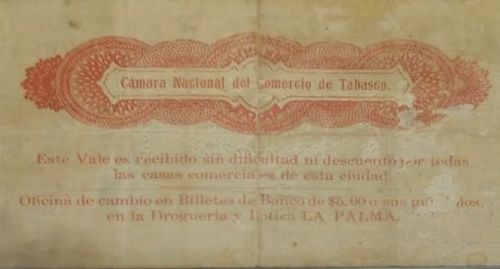 Cámara Nacional del Comercio de Tabasco.
Este Vale es recibido sin dificultad ni descuento por todas
las casas comerciales de esta ciudad
Oficina de cambio en Billetes de Banco de $5.00 o sus
en la Droguería y Botica LA PALMA.